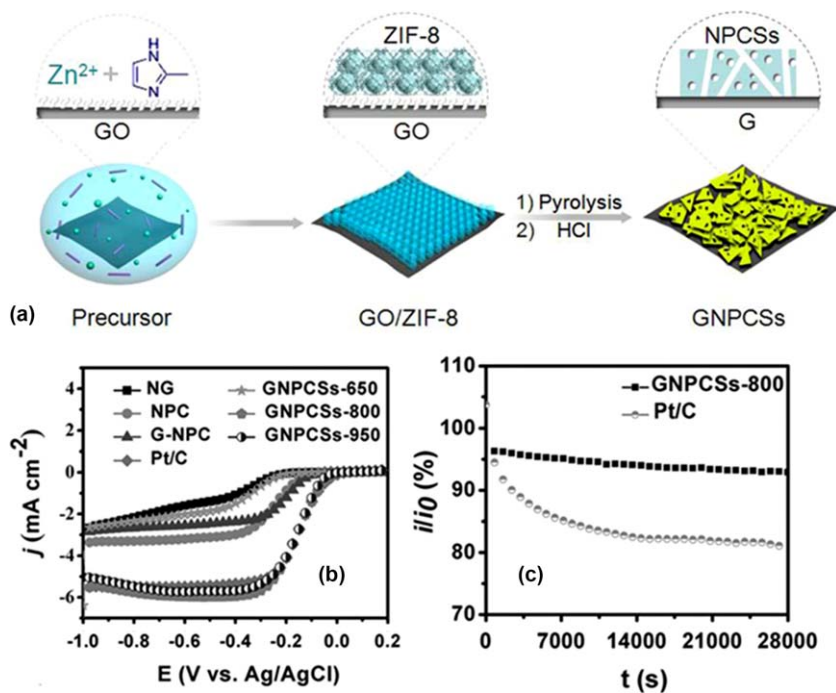 ZIF-8
NPCSs
Zn²⁺ +
H
N
N
GO
GO
G
1) Pyrolysis
2) HCl
(a)
Precursor
GO/ZIF-8
GNPCSs
4
2
0
-2
-4
-6
j (mA cm⁻²)
NG
NPC
G-NPC
Pt/C
GNPCSs-650
GNPCSs-800
GNPCSs-950
(b)
-1.0 -0.8 -0.6 -0.4 -0.2 0.0 0.2
E (V vs. Ag/AgCl)
110
100
90
80
70
i/i0 (%)
GNPCSs-800
Pt/C
(c)
0 7000 14000 21000 28000
t (s)